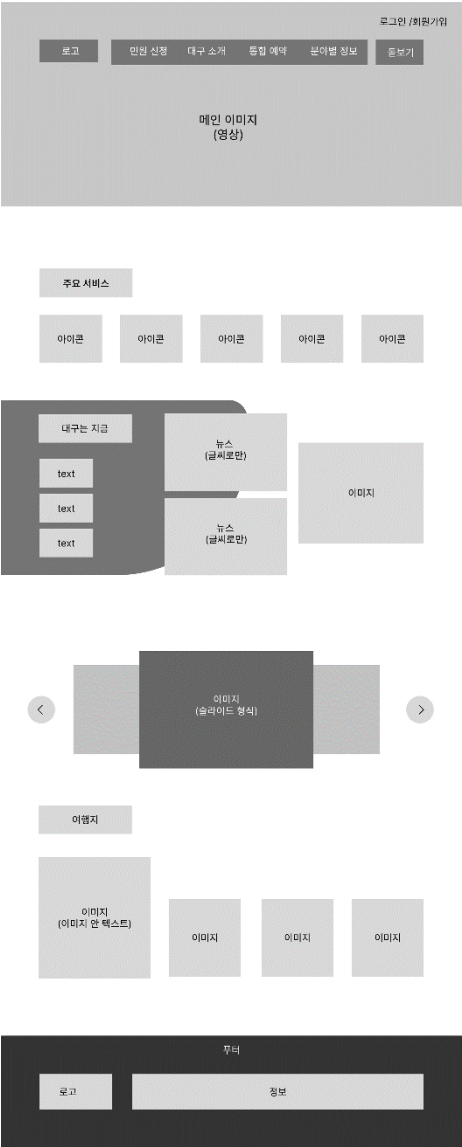 로그인 /회원가입
로고 민원 신청 대구 소개 통합 예약 분야별 정보 돋보기
메인 이미지
(영상)
주요 서비스
아이콘 아이콘 아이콘 아이콘 아이콘
대구는 지금
text
text
text
뉴스
(글씨로만)
뉴스
(글씨로만)
이미지
이미지
(슬라이드 형식)
여행지
이미지
(이미지 안 텍스트)
이미지 이미지 이미지
푸터
로고 정보